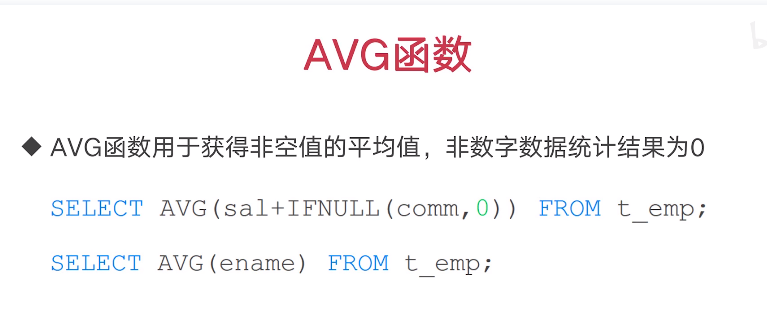 AVG函数
◆ AVG函数用于获得非空值的平均值，非数字数据统计结果为0
SELECT AVG(sal+IFNULL(comm,0)) FROM t_emp;
SELECT AVG(ename) FROM t_emp;